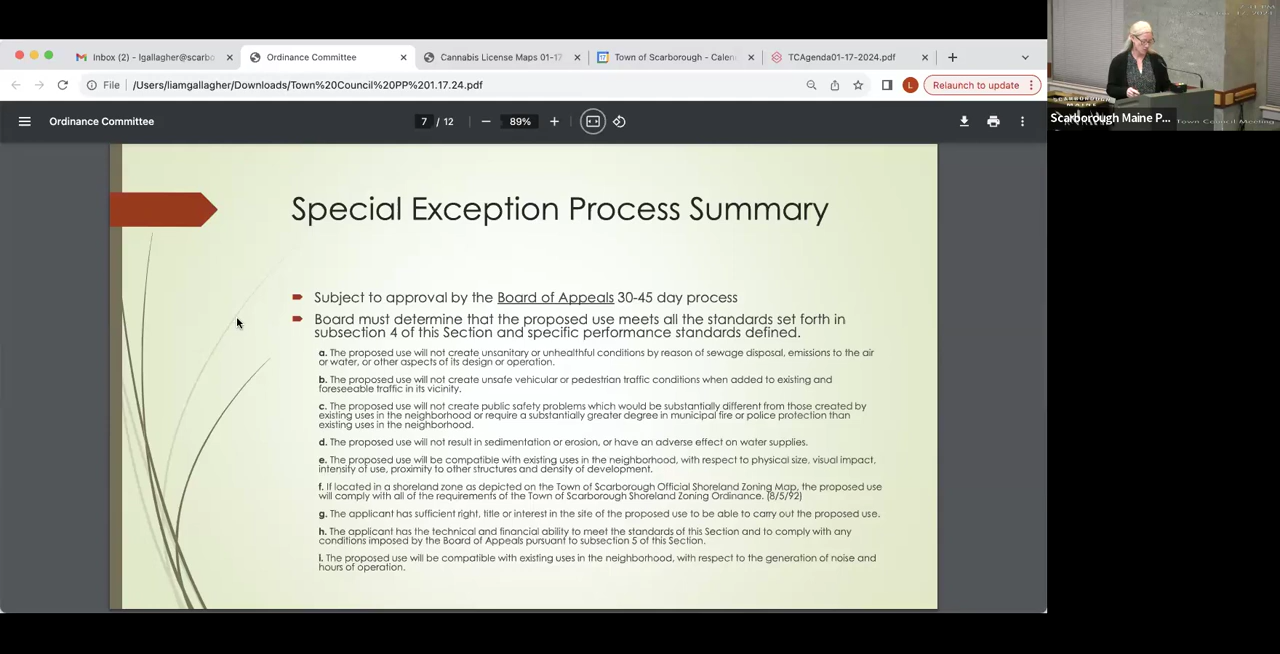 Inbox (2) - lgallagher@scarbo
Ordinance Committee
Cannabis License Maps 01-17
Town of Scarborough - Calen
TCAgenda01-17-2024.pdf
File
/Users/liamgallagher/Downloads/Town%20Council%20PP%201.17.24.pdf
L
Relaunch to update
Ordinance Committee
7 / 12
89%
SCARBOROUGH
MAINE
Scarborough Maine P...
Town Council Meeting
Special Exception Process Summary
Subject to approval by the Board of Appeals 30-45 day process
Board must determine that the proposed use meets all the standards set forth in
subsection 4 of this Section and specific performance standards defined.
a. The proposed use will not create unsanitary or unhealthful conditions by reason of sewage disposal, emissions to the air
or water, or other aspects of its design or operation.
b. The proposed use will not create unsafe vehicular or pedestrian traffic conditions when added to existing and
foreseeable traffic in its vicinity.
c. The proposed use will not create public safety problems which would be substantially different from those created by
existing uses in the neighborhood or require a substantially greater degree in municipal fire or police protection than
existing uses in the neighborhood.
d. The proposed use will not result in sedimentation or erosion, or have an adverse effect on water supplies.
e. The proposed use will be compatible with existing uses in the neighborhood, with respect to physical size, visual impact,
intensity of use, proximity to other structures and density of development.
f. If located in a shoreland zone as depicted on the Town of Scarborough Official Shoreland Zoning Map, the proposed use
will comply with all of the requirements of the Town of Scarborough Shoreland Zoning Ordinance. (8/5/92)
g. The applicant has sufficient right, title or interest in the site of the proposed use to be able to carry out the proposed use.
h. The applicant has the technical and financial ability to meet the standards of this Section and to comply with any
conditions imposed by the Board of Appeals pursuant to subsection 5 of this Section.
I. The proposed use will be compatible with existing uses in the neighborhood, with respect to the generation of noise and
hours of operation.